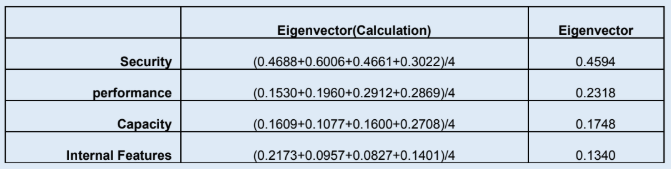 Eigenvector(Calculation) Eigenvector
Security (0.4688+0.6006+0.4661+0.3022)/4 0.4594
performance (0.1530+0.1960+0.2912+0.2869)/4 0.2318
Capacity (0.1609+0.1077+0.1600+0.2708)/4 0.1748
Internal Features (0.2173+0.0957+0.0827+0.1401)/4 0.1340